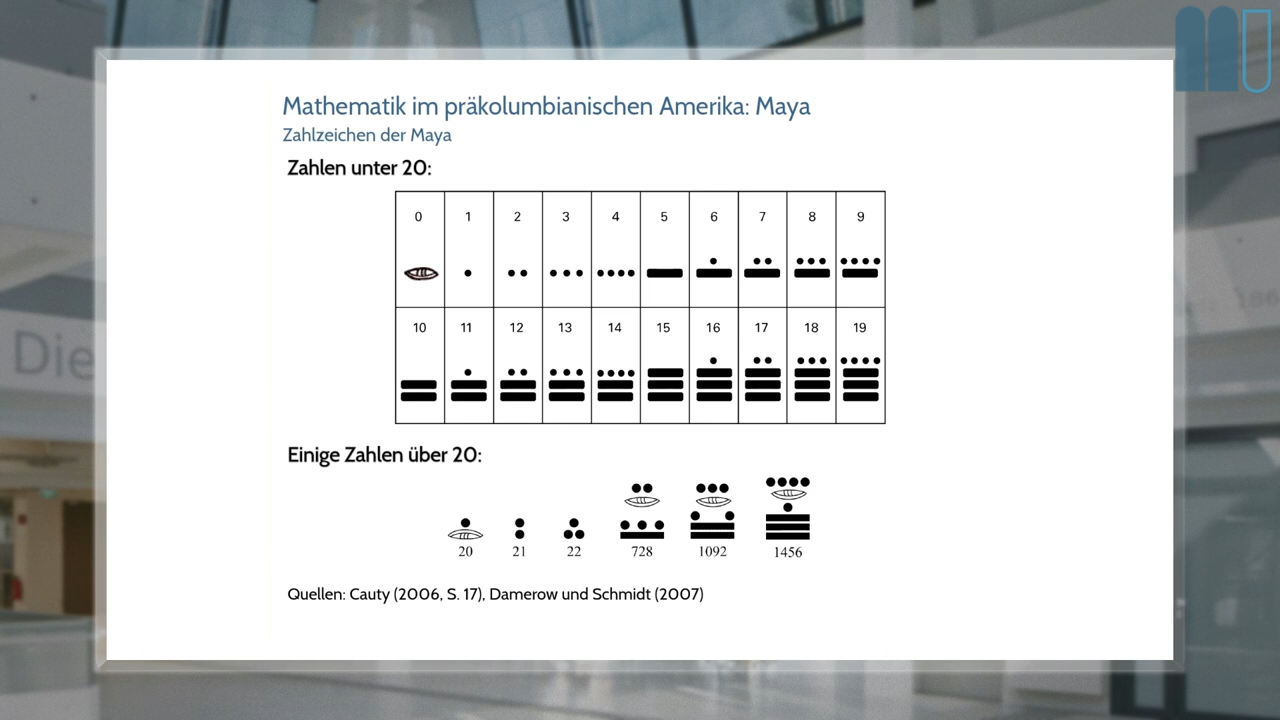 Mathematik im präkolumbianischen Amerika: Maya
Zahlzeichen der Maya
Zahlen unter 20:
0 1 2 3 4 5 6 7 8 9
10 11 12 13 14 15 16 17 18 19
Einige Zahlen über 20:
20 21 22 728 1092 1456
Quellen: Cauty (2006, S. 17), Damerow und Schmidt (2007)
Die
186